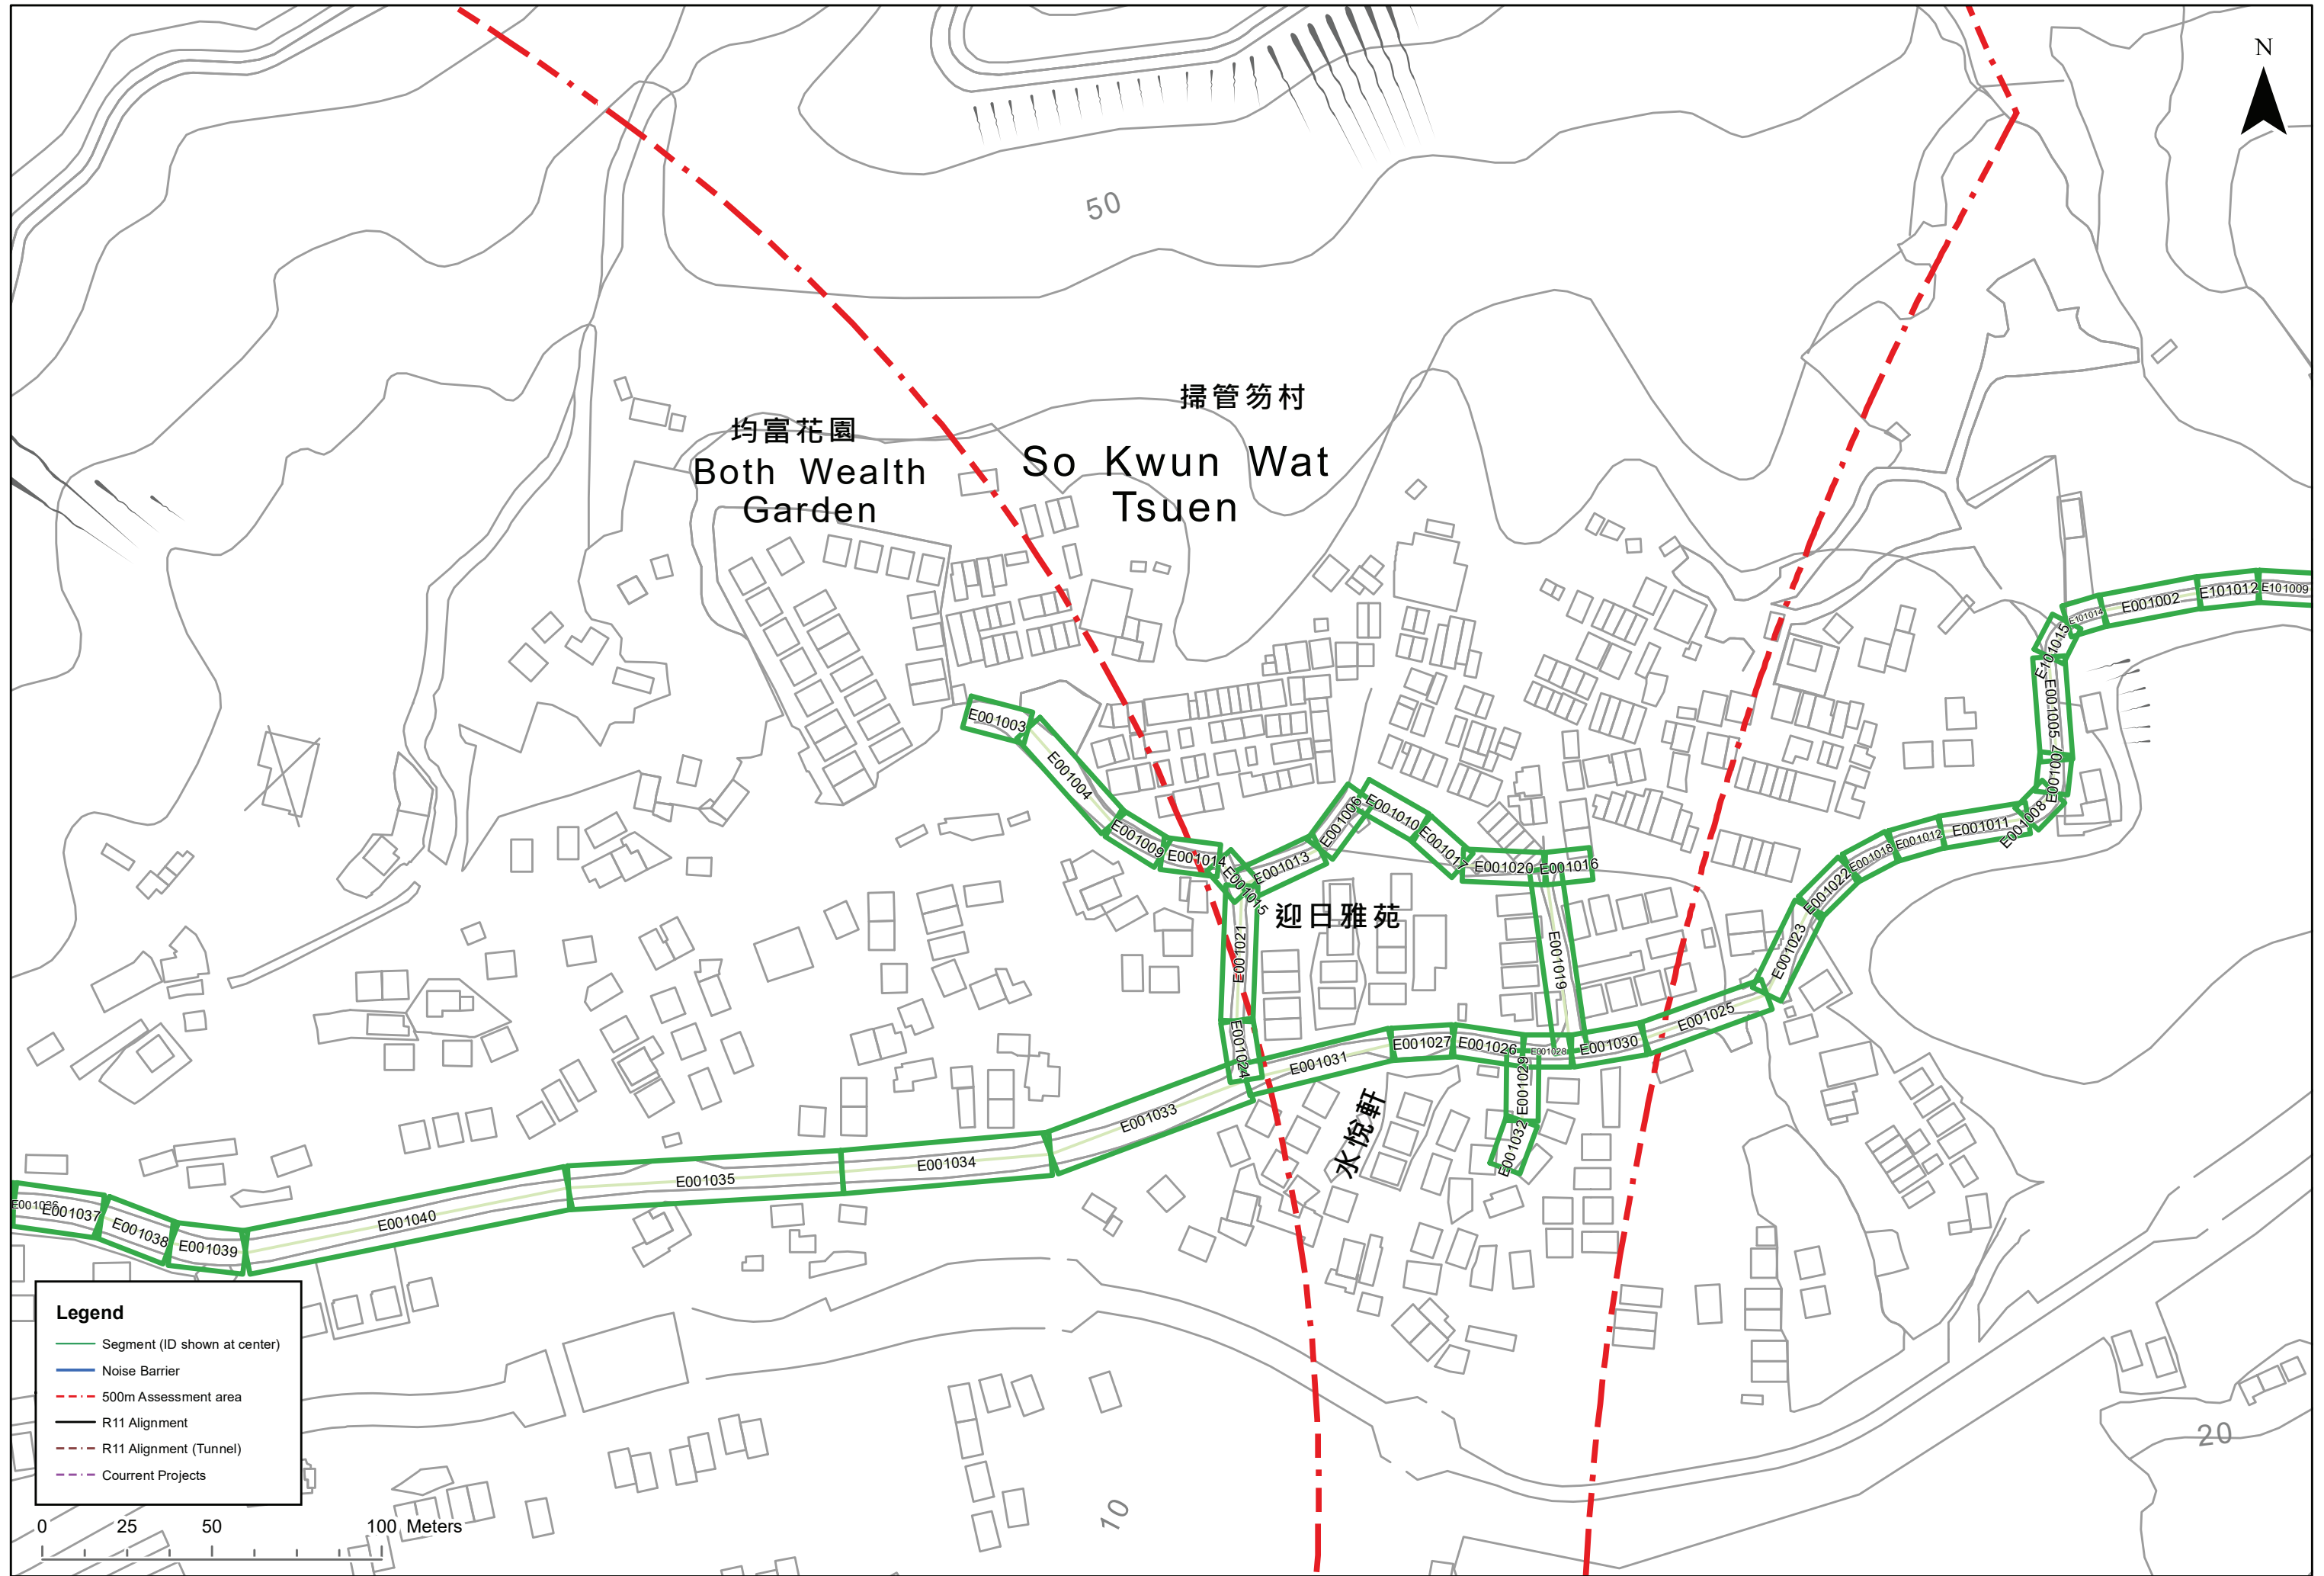 N
50
掃管笏村
均富花園
So Kwun Wat
Tsuen
Both Wealth
Garden
E101009
E101012
E001002
E101014
E101015
E001003
E001005
E001004
E001007
E001006
E001010
E001008
E001009
E001011
E001017
E001012
E001014
E001013
E001018
E001020
E001016
E001015
E001022
迎日雅苑
E001021
E001019
E001023
E001025
E001024
E001027
E001026
E001028
E001030
E001031
E001029
E001033
水悅軒
E001032
E001034
E001035
E001037
E001040
E001038
E001039
Legend
Segment (ID shown at center)
Noise Barrier
500m Assessment area
R11 Alignment
R11 Alignment (Tunnel)
Courrent Projects
20
10
0 25 50 100 Meters